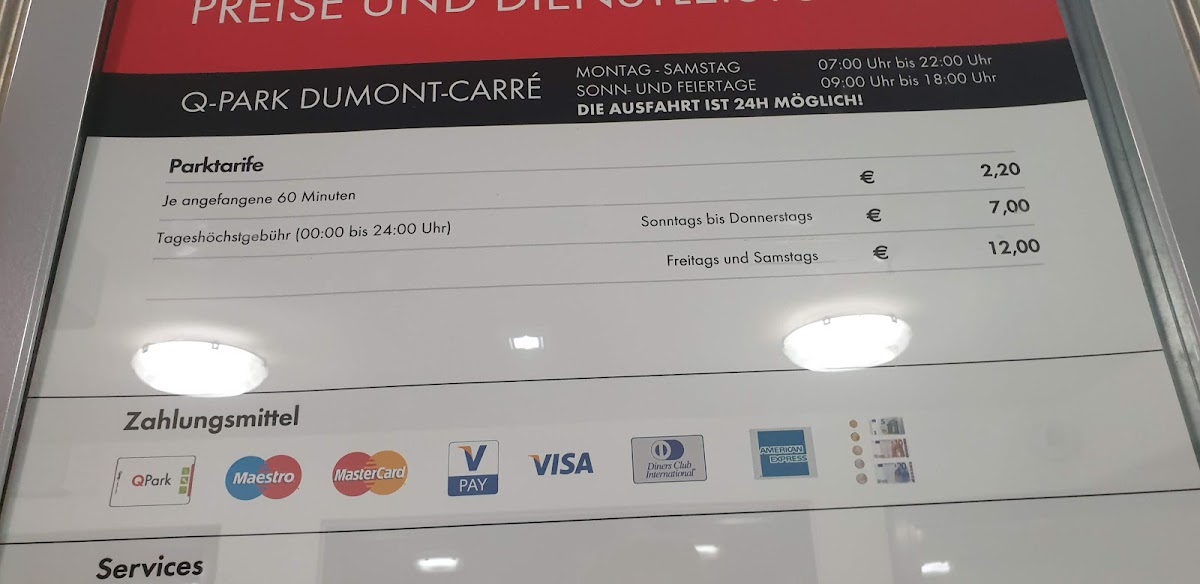 PREISE UND
Q-PARK DUMONT-CARRÉ
MONTAG - SAMSTAG 07:00 Uhr bis 22:00 Uhr
SONN- UND FEIERTAGE 09:00 Uhr bis 18:00 Uhr
DIE AUSFAHRT IST 24H MÖGLICH!
Parktarife
Je angefangene 60 Minuten € 2,20
Tageshöchstgebühr (00:00 bis 24:00 Uhr) Sonntags bis Donnerstags € 7,00
Freitags und Samstags € 12,00
Zahlungsmittel
QPark
Maestro
MasterCard
V
PAY
VISA
Diners Club
International
AMERICAN
EXPRESS
Services